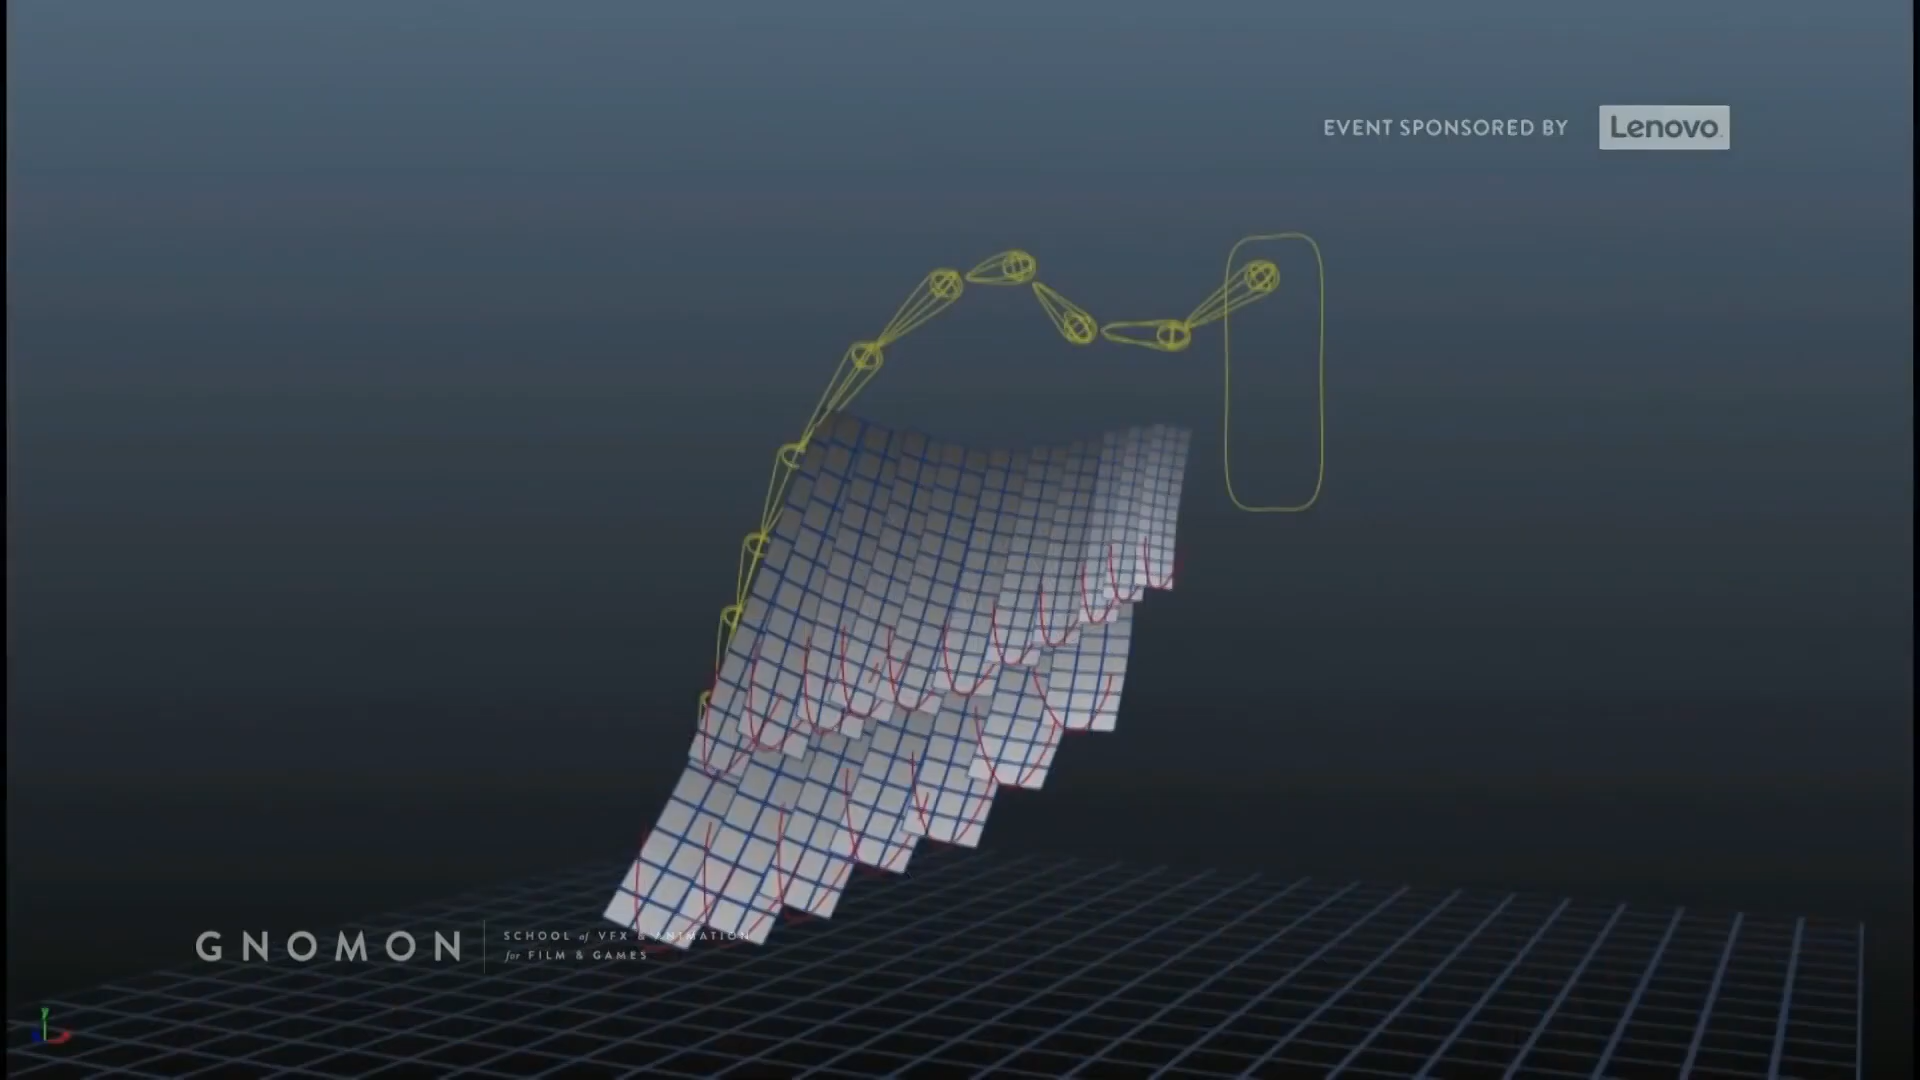 EVENT SPONSORED BY Lenovo.
GNOMON
SCHOOL of VFX & ANIMATION
for FILM & GAMES
y